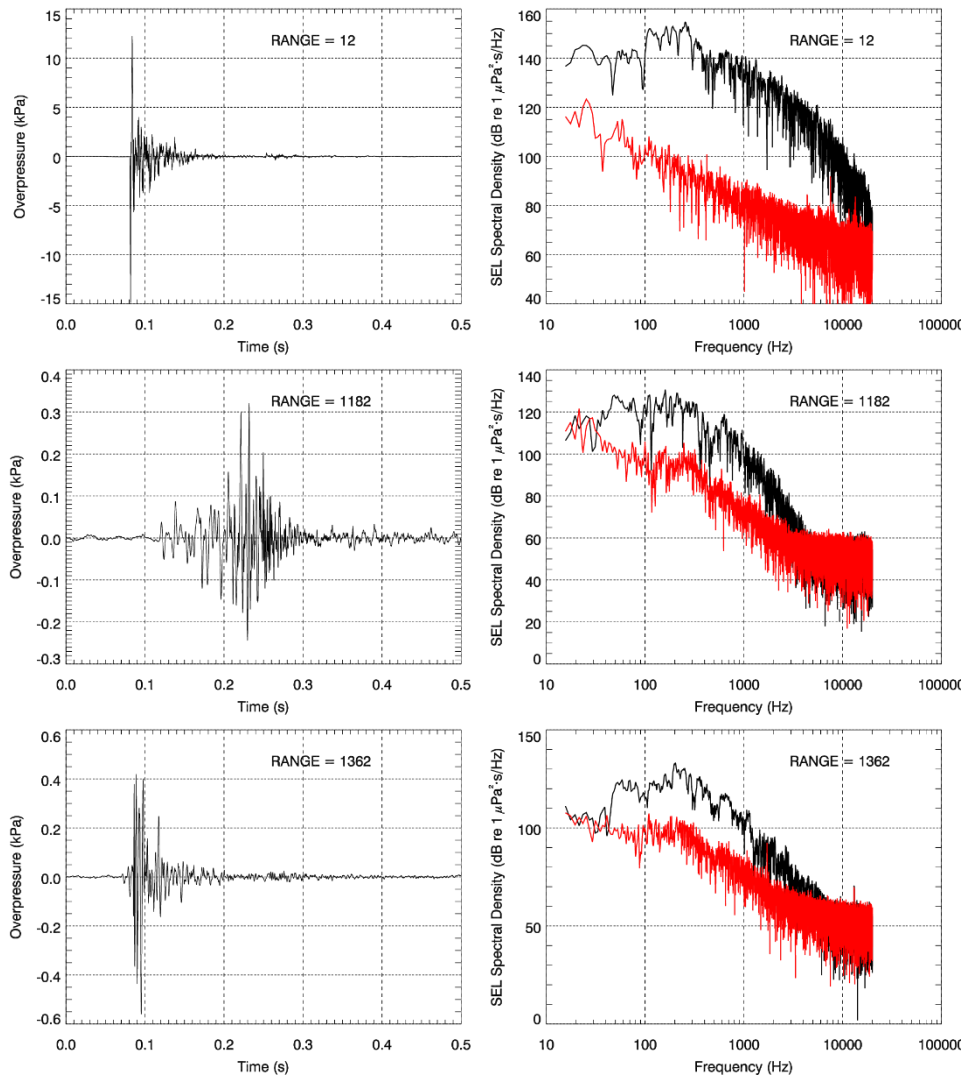 15
10
5
0
-5
-10
-15
Overpressure (kPa)
RANGE = 12
0.0 0.1 0.2 0.3 0.4 0.5
Time (s)
160
140
120
100
80
60
40
SEL Spectral Density (dB re 1 μPa²·s/Hz)
RANGE = 12
10 100 1000 10000 100000
Frequency (Hz)
0.4
0.3
0.2
0.1
0.0
-0.1
-0.2
-0.3
Overpressure (kPa)
RANGE = 1182
0.0 0.1 0.2 0.3 0.4 0.5
Time (s)
140
120
100
80
60
40
20
0
SEL Spectral Density (dB re 1 μPa²·s/Hz)
RANGE = 1182
10 100 1000 10000 100000
Frequency (Hz)
0.6
0.4
0.2
0.0
-0.2
-0.4
-0.6
Overpressure (kPa)
RANGE = 1362
0.0 0.1 0.2 0.3 0.4 0.5
Time (s)
150
100
50
0
SEL Spectral Density (dB re 1 μPa²·s/Hz)
RANGE = 1362
10 100 1000 10000 100000
Frequency (Hz)